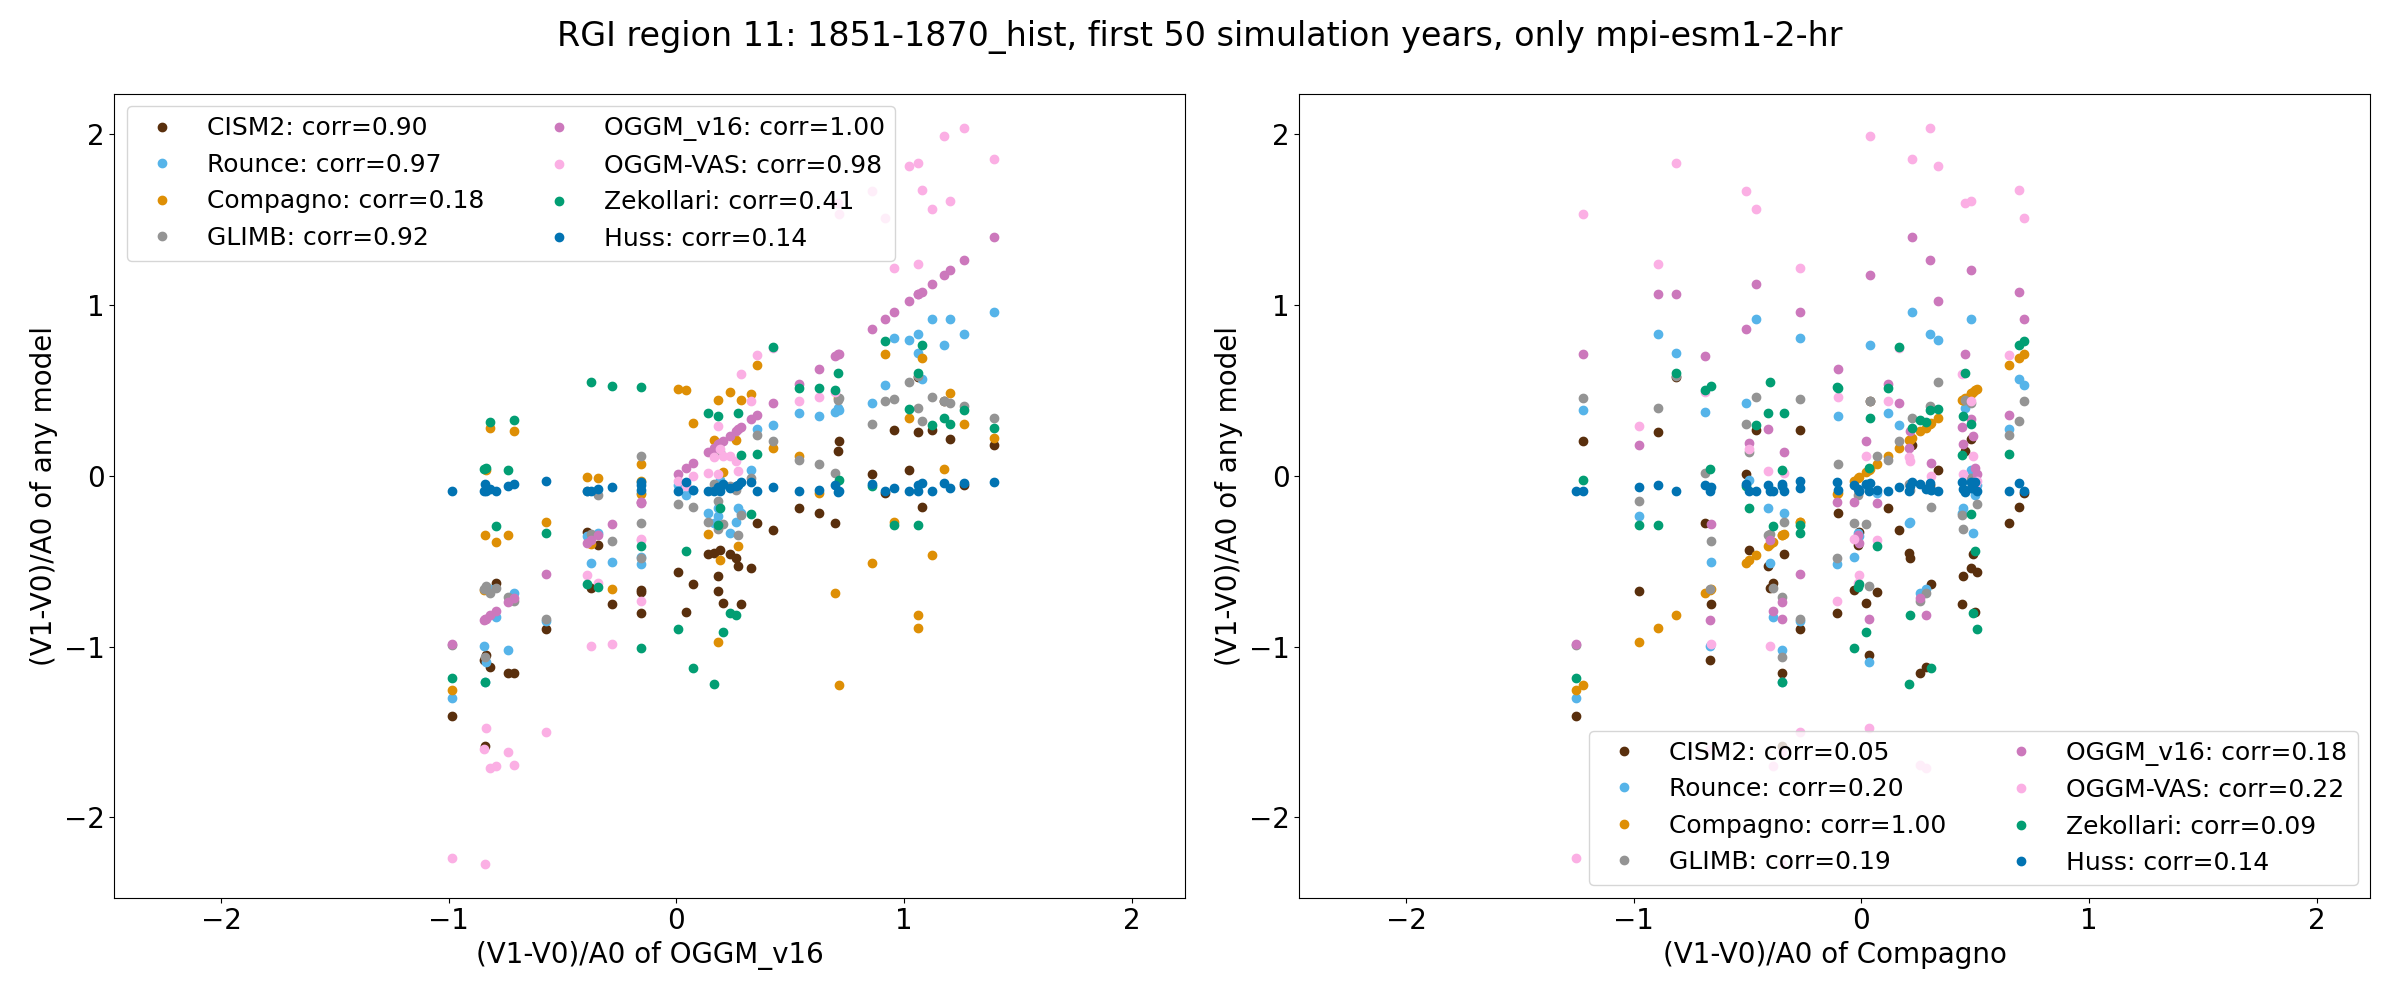 RGI region 11: 1851-1870_hist, first 50 simulation years, only mpi-esm1-2-hr
CISM2: corr=0.90
Rounce: corr=0.97
Compagno: corr=0.18
GLIMB: corr=0.92
OGGM_v16: corr=1.00
OGGM-VAS: corr=0.98
Zekollari: corr=0.41
Huss: corr=0.14
(V1-V0)/A0 of any model
2
1
0
−1
−2
−2
−1
0
1
2
(V1-V0)/A0 of OGGM_v16
(V1-V0)/A0 of any model
2
1
0
−1
−2
CISM2: corr=0.05
Rounce: corr=0.20
Compagno: corr=1.00
GLIMB: corr=0.19
OGGM_v16: corr=0.18
OGGM-VAS: corr=0.22
Zekollari: corr=0.09
Huss: corr=0.14
−2
−1
0
1
2
(V1-V0)/A0 of Compagno